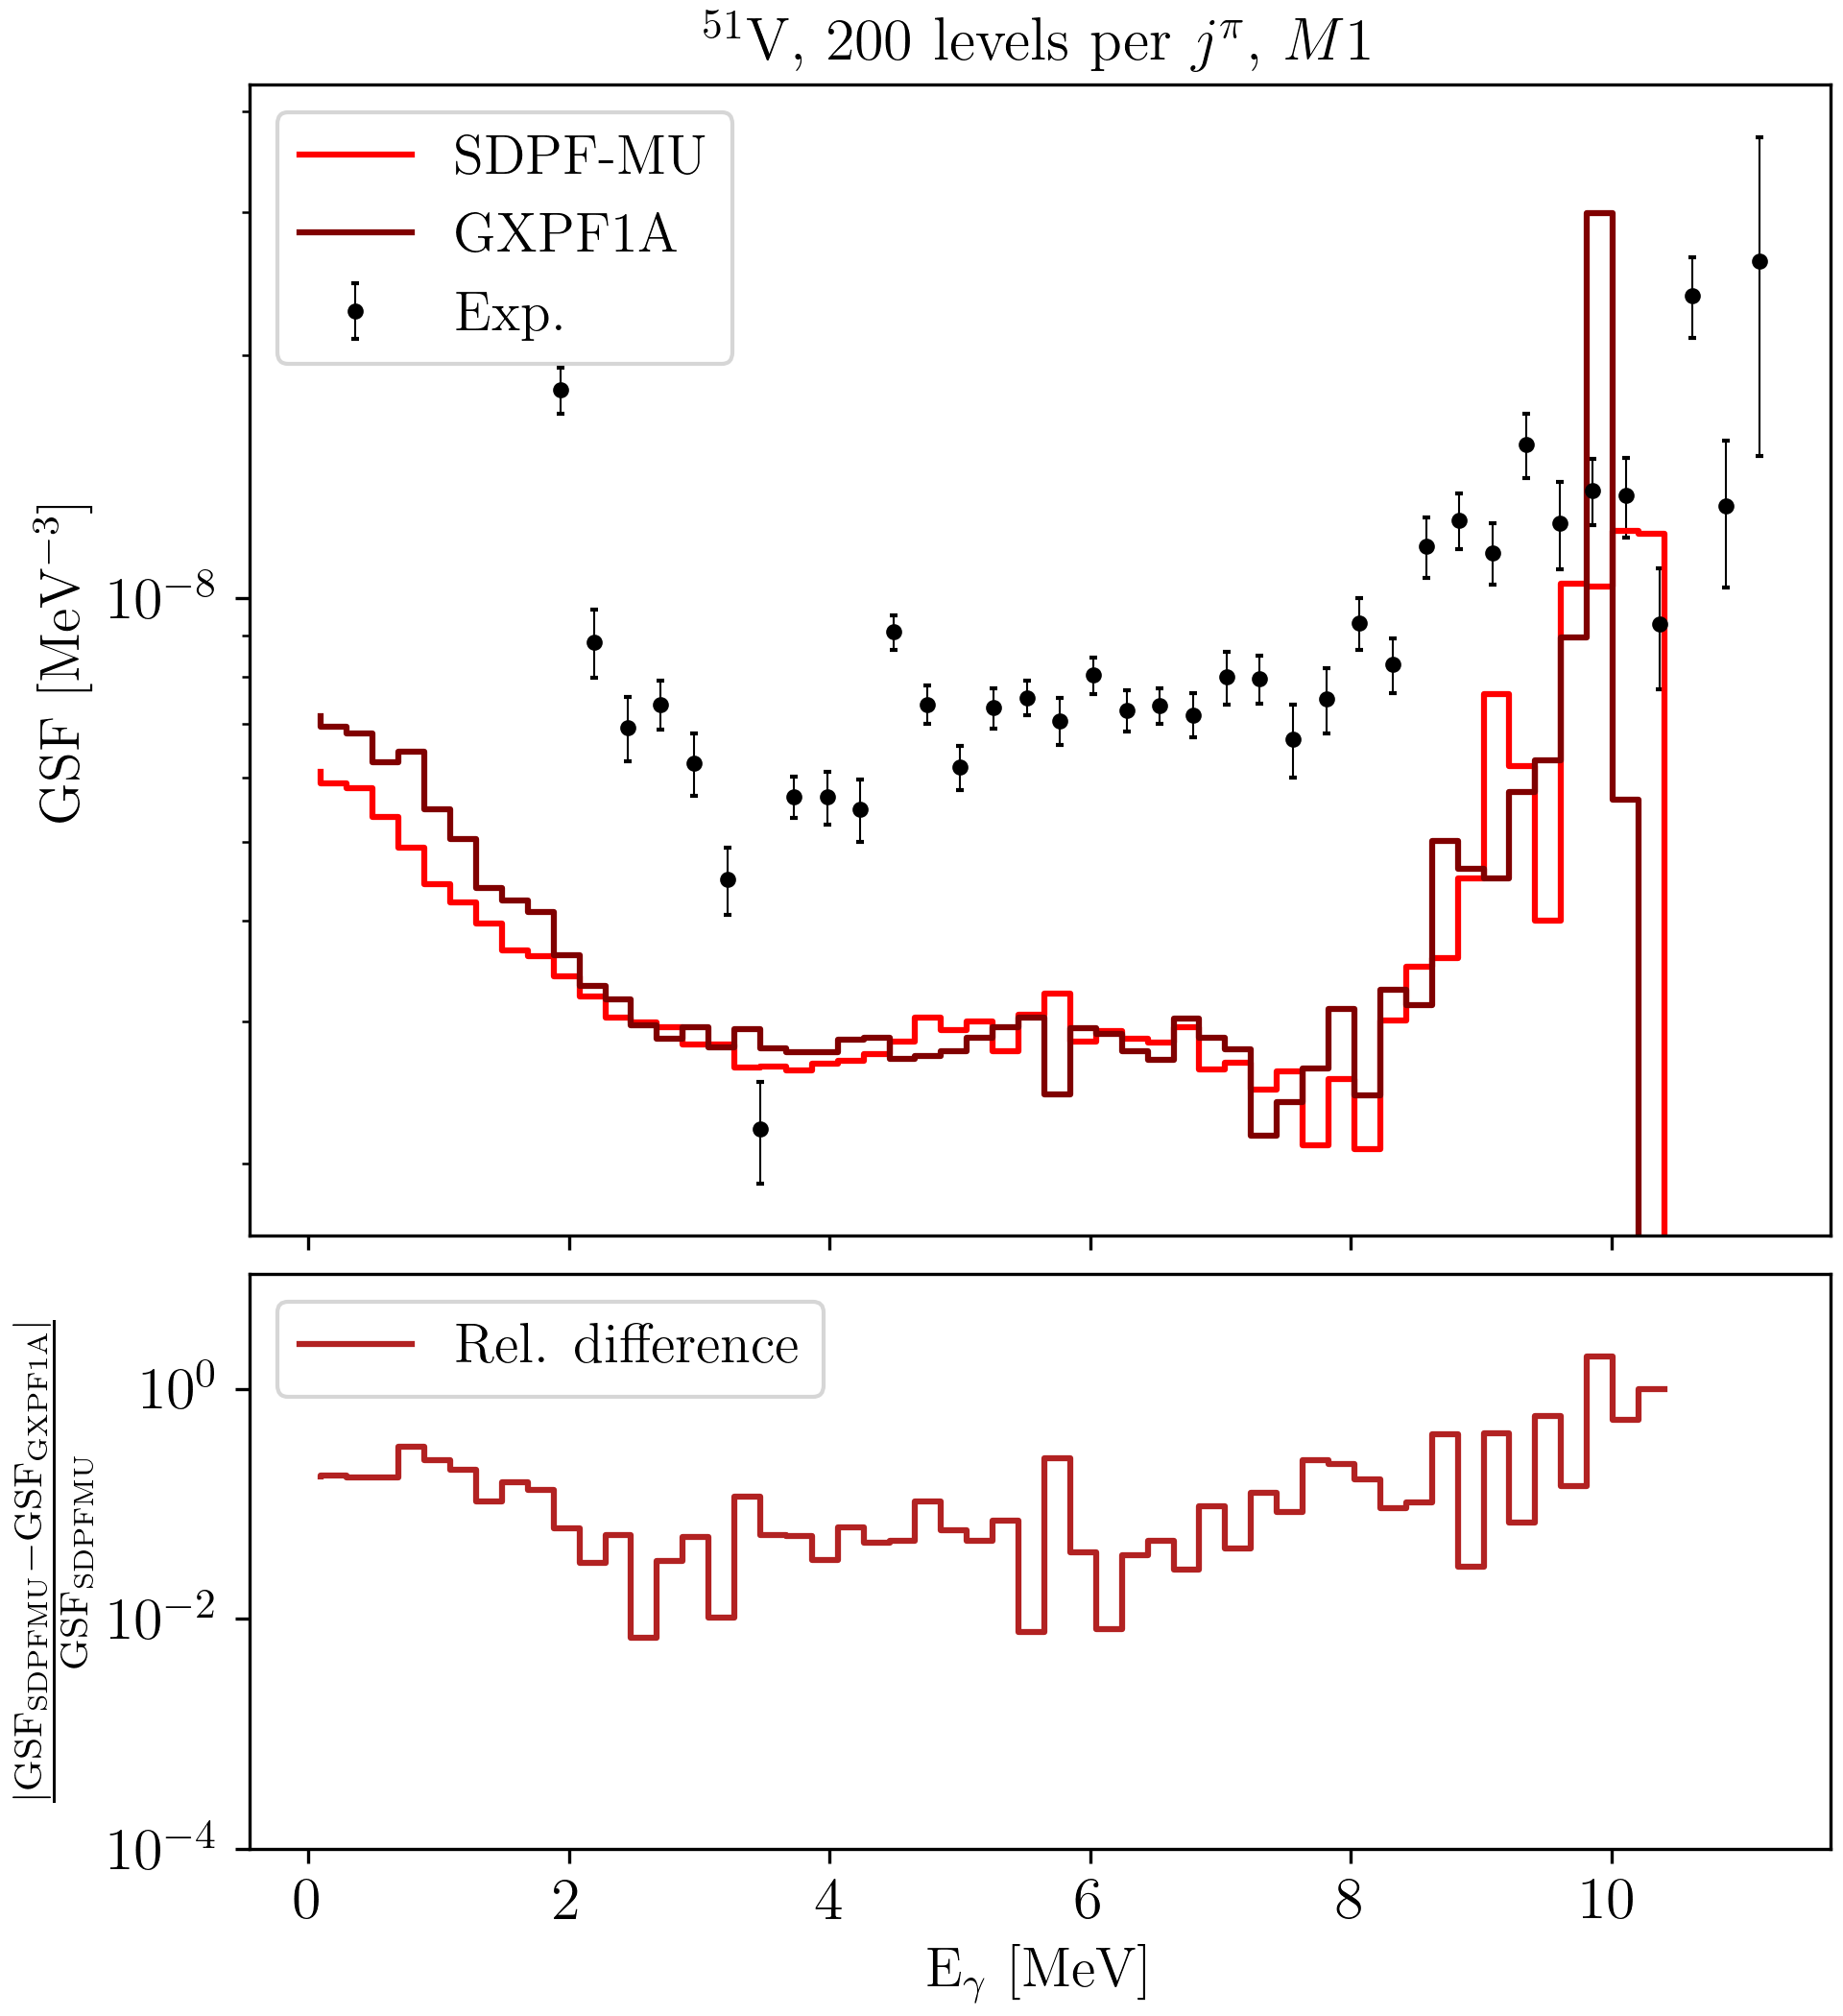 ⁵¹V, 200 levels per j^π, M1
SDPF-MU
GXPF1A
Exp.
GSF [MeV⁻³]
10⁻⁸
Rel. difference
|GSF_SDPFMU−GSF_GXPF1A|
GSF_SDPFMU
10⁰
10⁻²
10⁻⁴
0 2 4 6 8 10
E_γ [MeV]